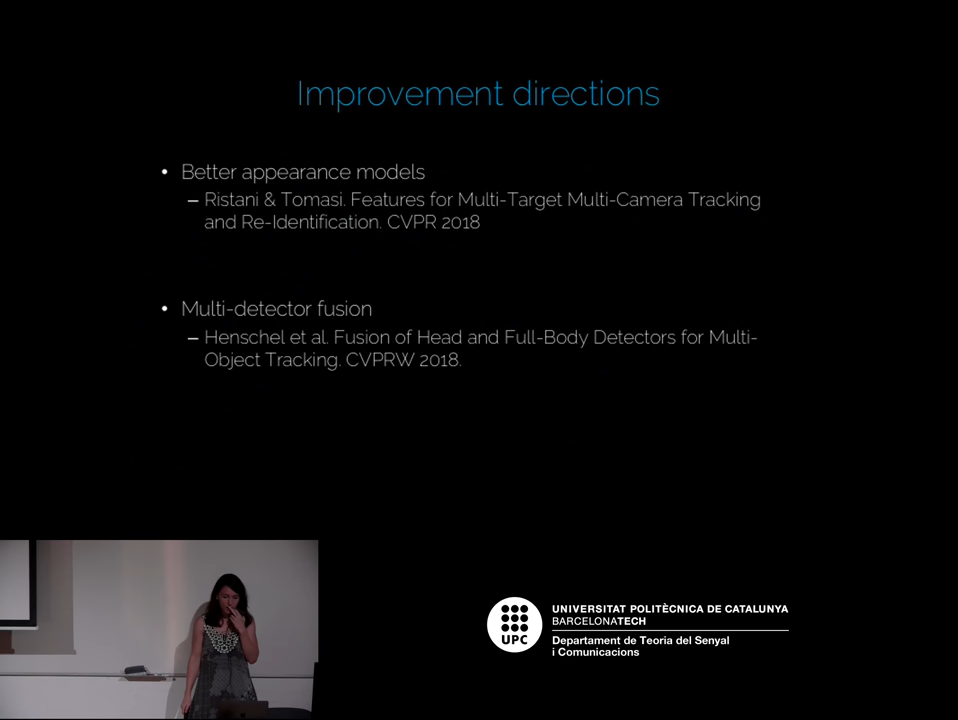 Improvement directions
• Better appearance models
– Ristani & Tomasi. Features for Multi-Target Multi-Camera Tracking
and Re-Identification. CVPR 2018
• Multi-detector fusion
– Henschel et al. Fusion of Head and Full-Body Detectors for Multi-
Object Tracking. CVPRW 2018.
UPC
UNIVERSITAT POLITÈCNICA DE CATALUNYA
BARCELONATECH
Departament de Teoria del Senyal
i Comunicacions